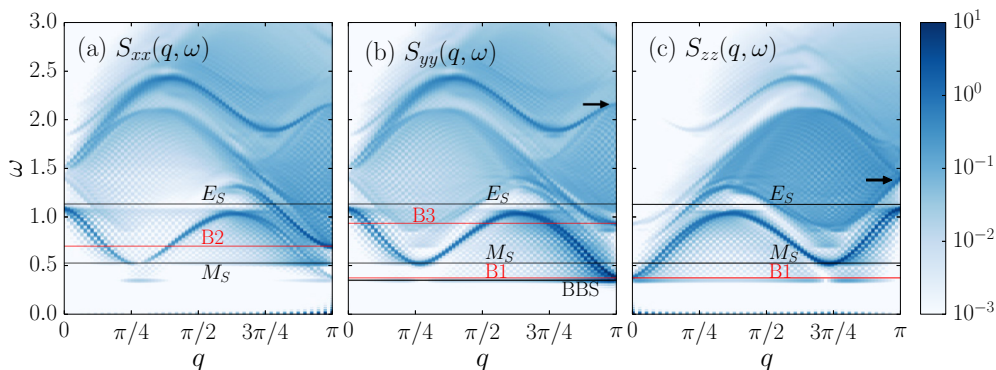 (a) S_xx(q, ω)
(b) S_yy(q, ω)
(c) S_zz(q, ω)
ω
3.0
2.5
2.0
1.5
1.0
0.5
0.0
E_S
B2
M_S
E_S
B3
M_S
B1
BBS
E_S
M_S
B1
0 π/4 π/2 3π/4 π
0 π/4 π/2 3π/4 π
0 π/4 π/2 3π/4 π
q
q
q
10^1
10^0
10^-1
10^-2
10^-3